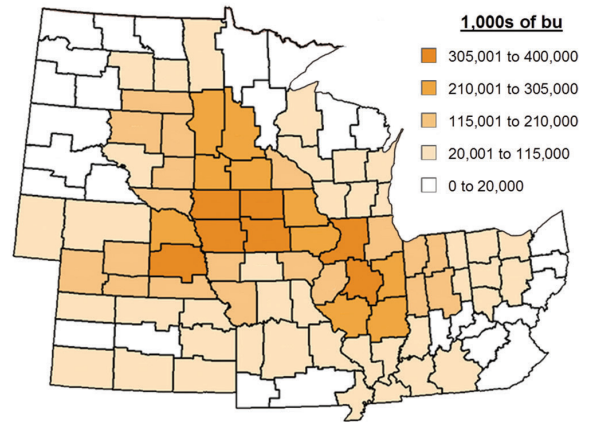 1,000s of bu
305,001 to 400,000
210,001 to 305,000
115,001 to 210,000
20,001 to 115,000
0 to 20,000